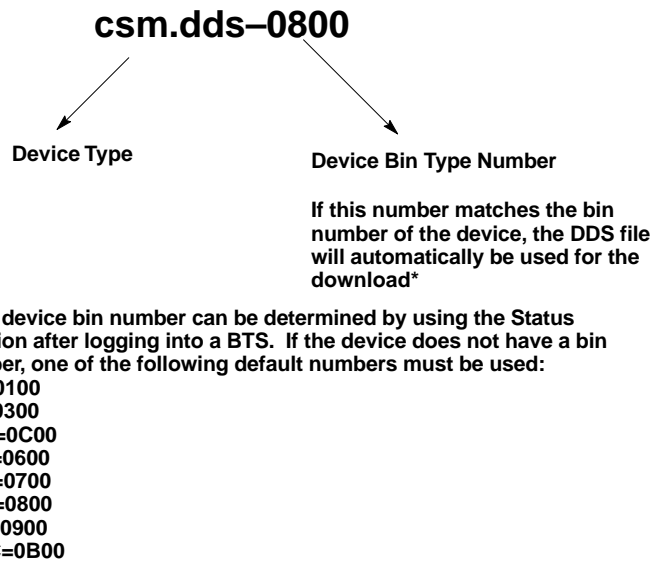 csm.dds–0800
Device Type
Device Bin Type Number
If this number matches the bin
number of the device, the DDS file
will automatically be used for the
download*
device bin number can be determined by using the Status
after logging into a BTS. If the device does not have a bin
one of the following default numbers must be used:
0100
0300
=0C00
=0600
=0700
=0800
0900
=0B00